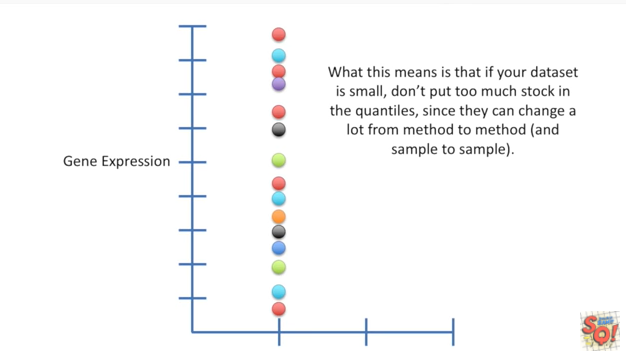 What this means is that if your dataset
is small, don’t put too much stock in
the quantiles, since they can change a
lot from method to method (and
sample to sample).
Gene Expression
SQ!